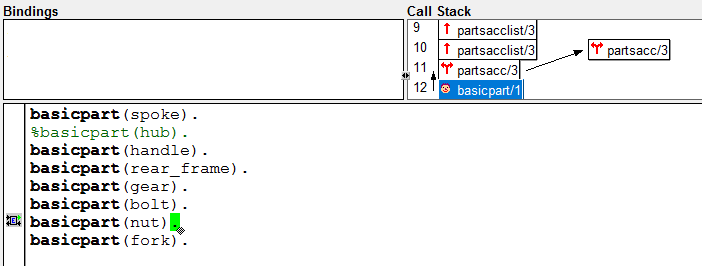 Bindings
Call Stack
9 partsacclist/3
10 partsacclist/3
11 partsacc/3 partsacc/3
12 basicpart/1
basicpart(spoke).
%basicpart(hub).
basicpart(handle).
basicpart(rear_frame).
basicpart(gear).
basicpart(bolt).
basicpart(nut).
basicpart(fork).